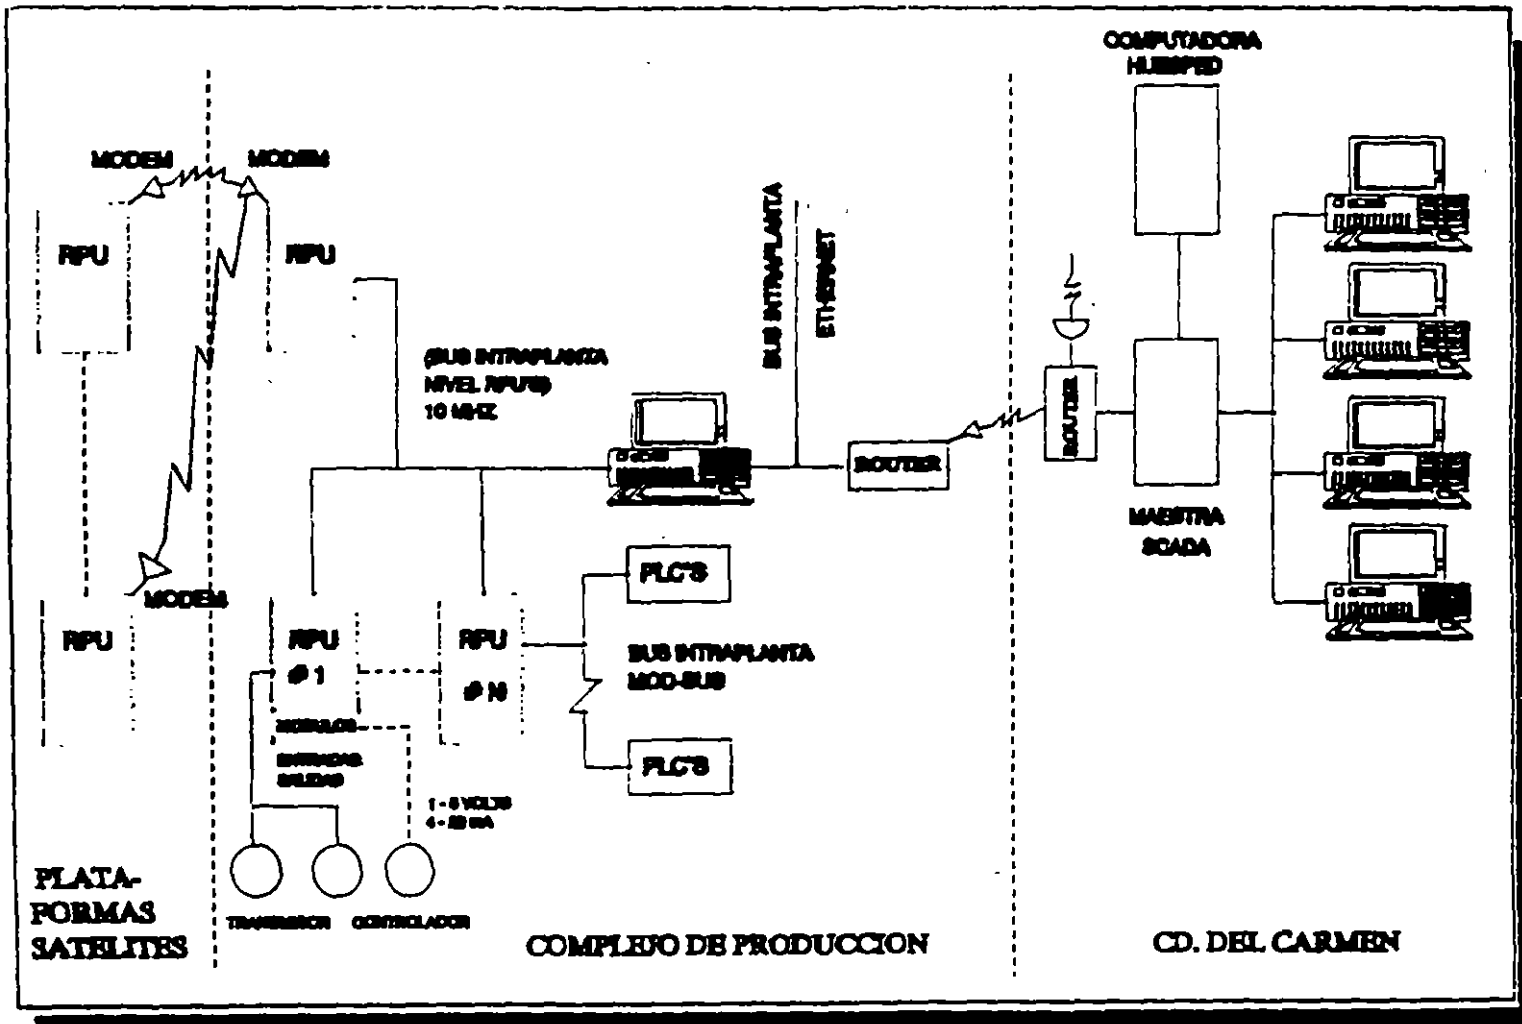 COMPUTADORA
HUESPED
MODEM
MODEM
RPU
RPU
BUS INTRAPLANTA
ETHERNET
(BUS INTRAPLANTA
NIVEL RPU'S)
10 MHZ
ROUTER
ROUTER
MAESTRA
SCADA
MODEM
RPU
RPU
# 1
RPU
# N
PLC'S
BUS INTRAPLANTA
MOD-BUS
PLC'S
MODULOS
ENTRADAS
SALIDAS
1 - 5 VOLTS
4 - 20 mA
TRANSMISOR
CONTROLADOR
PLATA-
FORMAS
SATELITES
COMPLEJO DE PRODUCCION
CD. DEL CARMEN